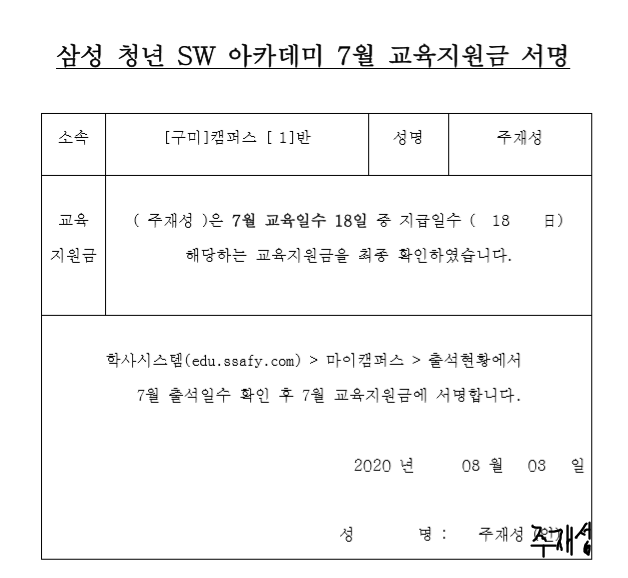 삼성 청년 SW 아카데미 7월 교육지원금 서명
소속 [구미]캠퍼스 [ 1]반 성명 주재성
교육
지원금
( 주재성 )은 7월 교육일수 18일 중 지급일수 ( 18 日)
해당하는 교육지원금을 최종 확인하였습니다.
학사시스템(edu.ssafy.com) > 마이캠퍼스 > 출석현황에서
7월 출석일수 확인 후 7월 교육지원금에 서명합니다.
2020 년 08 월 03 일
성 명 : 주재성 (인)
주재성